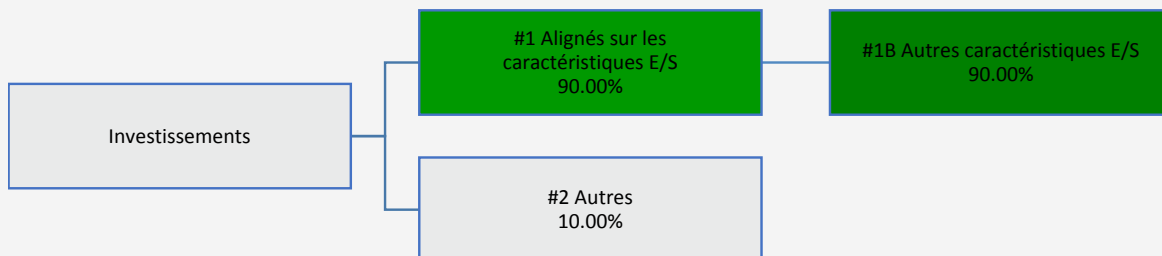 #1 Alignés sur les
caractéristiques E/S
90.00%
#1B Autres caractéristiques E/S
90.00%
Investissements
#2 Autres
10.00%